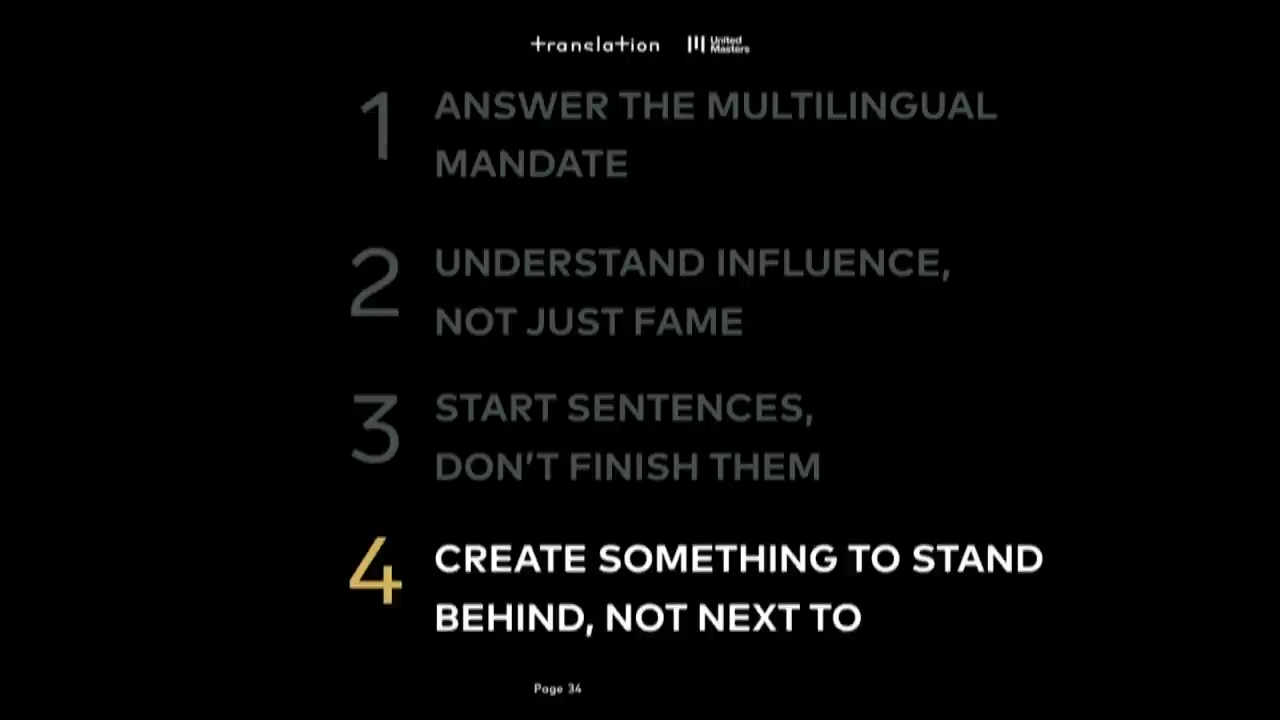 translation
United
Masters
1
ANSWER THE MULTILINGUAL
MANDATE
2
UNDERSTAND INFLUENCE,
NOT JUST FAME
3
START SENTENCES,
DON’T FINISH THEM
4
CREATE SOMETHING TO STAND
BEHIND, NOT NEXT TO
Page 34